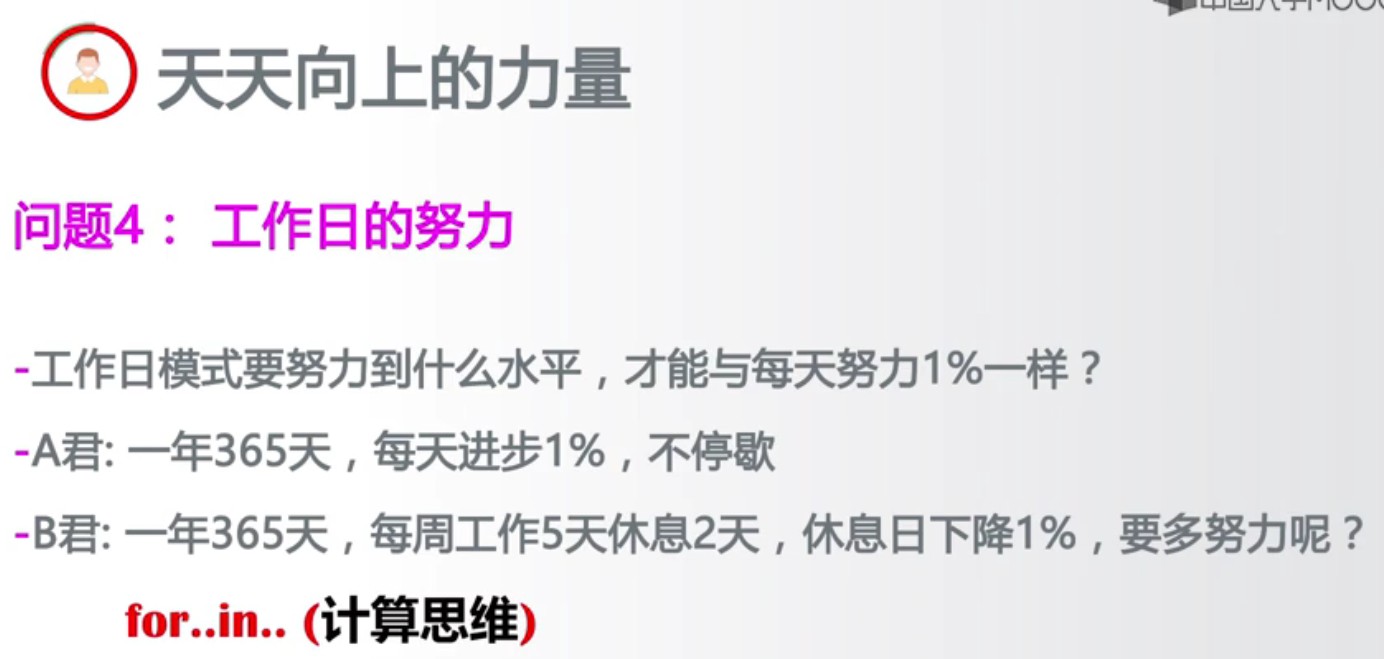 天天向上的力量
问题4： 工作日的努力
-工作日模式要努力到什么水平，才能与每天努力1%一样？
-A君: 一年365天，每天进步1%，不停歇
-B君: 一年365天，每周工作5天休息2天，休息日下降1%，要多努力呢？
for..in.. (计算思维)